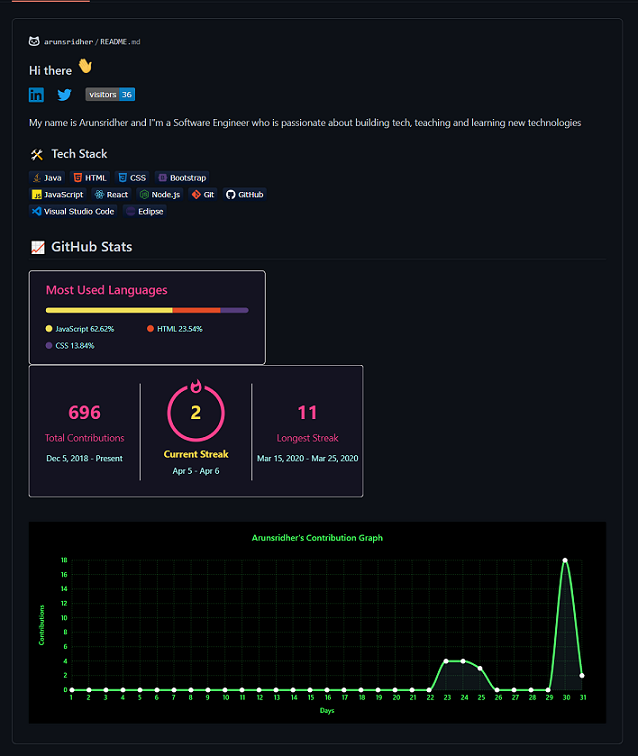 arunsridher / README.md
Hi there 👋
visitors 36
My name is Arunsridher and I"m a Software Engineer who is passionate about building tech, teaching and learning new technologies
🛠 Tech Stack
Java HTML CSS Bootstrap
JS JavaScript React Node.js Git GitHub
Visual Studio Code Eclipse
📈 GitHub Stats
Most Used Languages
JavaScript 62.62% HTML 23.54%
CSS 13.84%
696 2 11
Total Contributions Current Streak Longest Streak
Dec 5, 2018 - Present Apr 5 - Apr 6 Mar 15, 2020 - Mar 25, 2020
Arunsridher's Contribution Graph
18
16
14
12
10
8
6
4
2
0
Contributions
1 2 3 4 5 6 7 8 9 10 11 12 13 14 15 16 17 18 19 20 21 22 23 24 25 26 27 28 29 30 31
Days